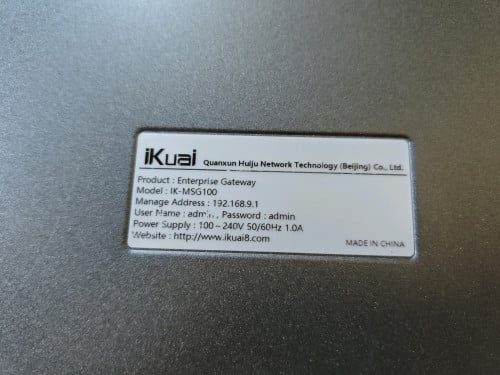 iKuai Quanxun Huiju Network Technology (Beijing) Co., Ltd.
Product : Enterprise Gateway
Model : IK-MSG100
Manage Address : 192.168.9.1
User Name : admin , Password : admin
Power Supply : 100~240V 50/60Hz 1.0A
Website : http://www.ikuai8.com
MADE IN CHINA